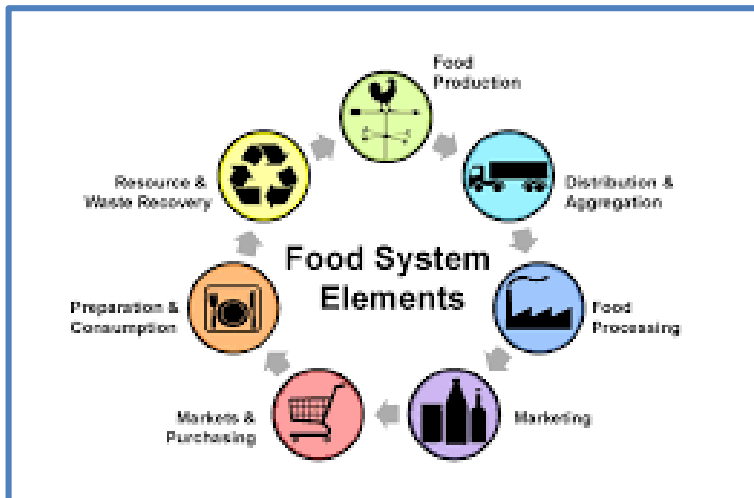 Food
Production
Distribution &
Aggregation
Food
Processing
Marketing
Markets &
Purchasing
Preparation &
Consumption
Resource &
Waste Recovery
Food System
Elements